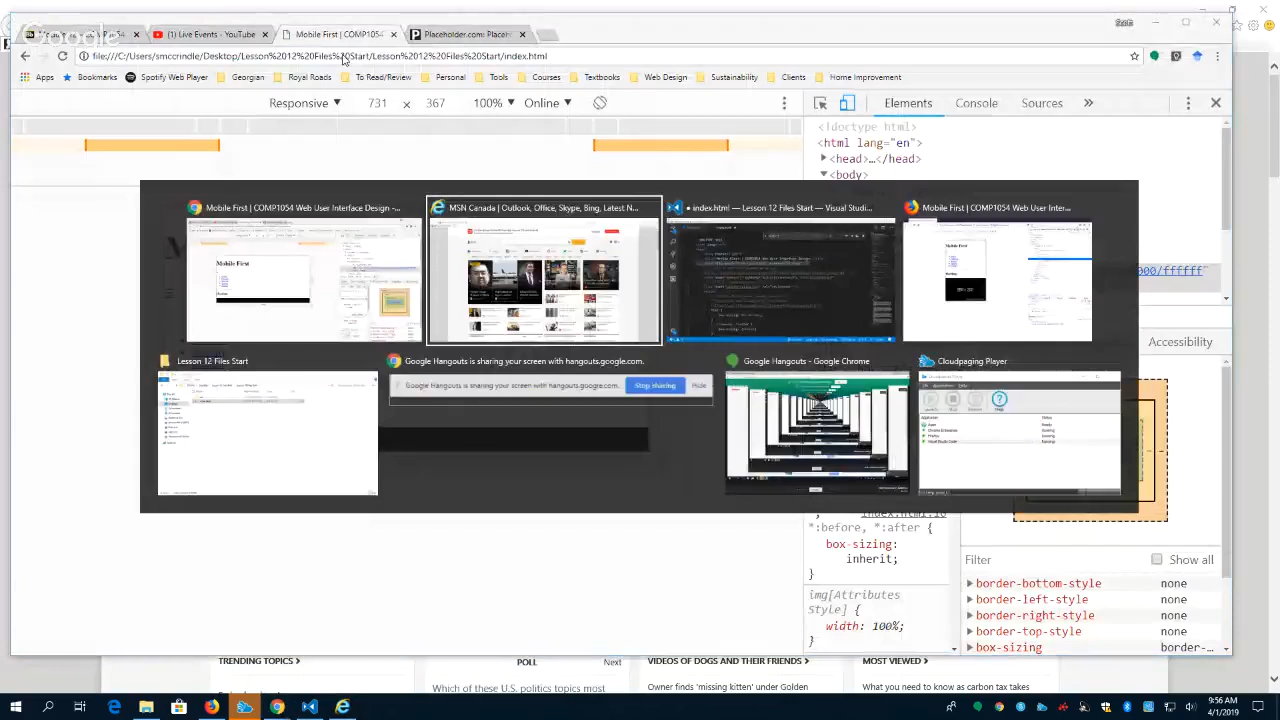 (1) Live Events - YouTube
Mobile First | COMP1054
Placeholder.com: Placeh
file:///C:/Users/smccrindle/Desktop/Lesson%2012%20Files%20Start/Lesson%2012%20Files%20Start/index.html
Apps
Bookmarks
Spotify Web Player
Georgian
Royal Roads
To Read/Review
Personal
Tools
Textbooks
Web Design
Sustainability
Clients
Home Improvement
Responsive
731 × 367
100%
Online
Elements
Console
Sources
»
<!doctype html>
<html lang="en">
<head>…</head>
<body>
Mobile First | COMP1054 Web User Interface Design -...
MSN Canada | Outlook, Office, Skype, Bing, Latest N...
● index.html — Lesson 12 Files Start — Visual Studi...
Mobile First | COMP1054 Web User Inter...
Mobile First
000/ffffff"
Accessibility
Lesson 12 Files Start
Google Hangouts is sharing your screen with hangouts.google.com.
Google Hangouts is sharing your screen with hangouts.google.com.
Stop sharing
Google Hangouts - Google Chrome
Cloudpaging Player
index.html:10
*:before, *:after {
box-sizing:
inherit;
}
img[Attributes
Style] {
width: 100%;
}
Filter
Show all
border-bottom-style
none
border-left-style
none
border-right-style
none
border-top-style
none
box-sizing
border-…
TRENDING TOPICS
POLL
Next
VIDEOS OF DOGS AND THEIR FRIENDS
MOST VIEWED
Which of these U.S. politics topics most
Owner finds 'missing kitten' under Golden
What you need to know as carbon tax takes
9:56 AM
4/1/2019